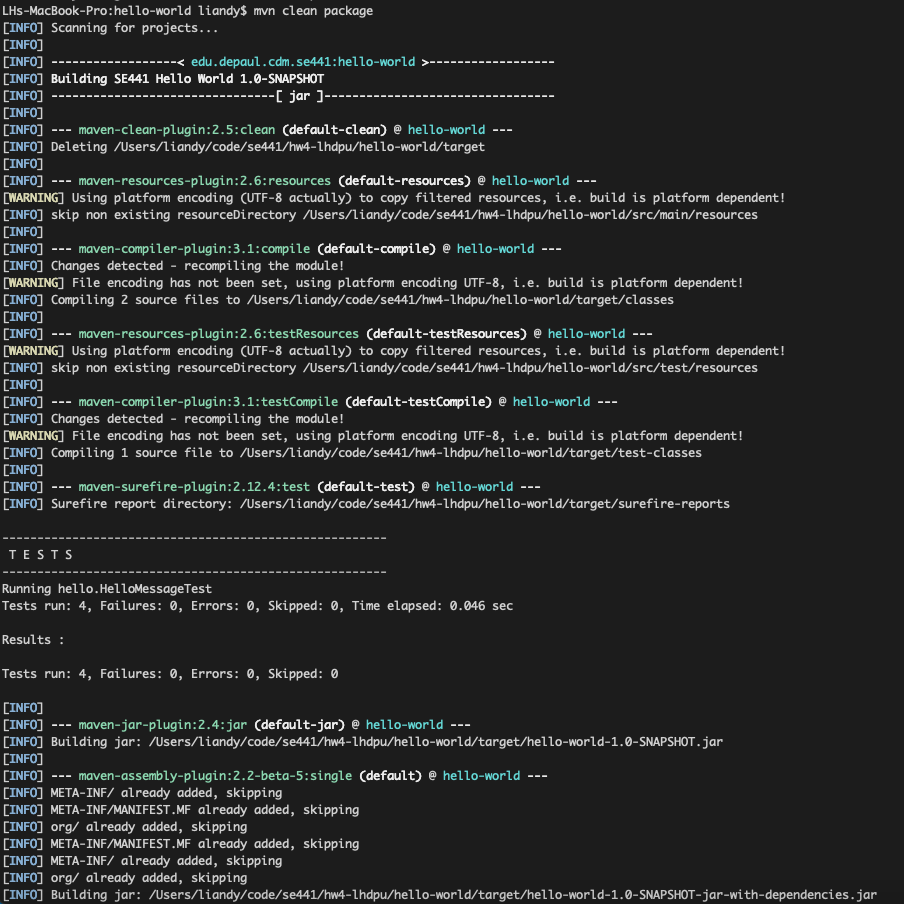 LHs-MacBook-Pro:hello-world liandy$ mvn clean package
[INFO] Scanning for projects...
[INFO]
[INFO] ------------------< edu.depaul.cdm.se441:hello-world >------------------
[INFO] Building SE441 Hello World 1.0-SNAPSHOT
[INFO] --------------------------------[ jar ]---------------------------------
[INFO]
[INFO] --- maven-clean-plugin:2.5:clean (default-clean) @ hello-world ---
[INFO] Deleting /Users/liandy/code/se441/hw4-lhdpu/hello-world/target
[INFO]
[INFO] --- maven-resources-plugin:2.6:resources (default-resources) @ hello-world ---
[WARNING] Using platform encoding (UTF-8 actually) to copy filtered resources, i.e. build is platform dependent!
[INFO] skip non existing resourceDirectory /Users/liandy/code/se441/hw4-lhdpu/hello-world/src/main/resources
[INFO]
[INFO] --- maven-compiler-plugin:3.1:compile (default-compile) @ hello-world ---
[INFO] Changes detected - recompiling the module!
[WARNING] File encoding has not been set, using platform encoding UTF-8, i.e. build is platform dependent!
[INFO] Compiling 2 source files to /Users/liandy/code/se441/hw4-lhdpu/hello-world/target/classes
[INFO]
[INFO] --- maven-resources-plugin:2.6:testResources (default-testResources) @ hello-world ---
[WARNING] Using platform encoding (UTF-8 actually) to copy filtered resources, i.e. build is platform dependent!
[INFO] skip non existing resourceDirectory /Users/liandy/code/se441/hw4-lhdpu/hello-world/src/test/resources
[INFO]
[INFO] --- maven-compiler-plugin:3.1:testCompile (default-testCompile) @ hello-world ---
[INFO] Changes detected - recompiling the module!
[WARNING] File encoding has not been set, using platform encoding UTF-8, i.e. build is platform dependent!
[INFO] Compiling 1 source file to /Users/liandy/code/se441/hw4-lhdpu/hello-world/target/test-classes
[INFO]
[INFO] --- maven-surefire-plugin:2.12.4:test (default-test) @ hello-world ---
[INFO] Surefire report directory: /Users/liandy/code/se441/hw4-lhdpu/hello-world/target/surefire-reports
-------------------------------------------------------
T E S T S
-------------------------------------------------------
Running hello.HelloMessageTest
Tests run: 4, Failures: 0, Errors: 0, Skipped: 0, Time elapsed: 0.046 sec
Results :
Tests run: 4, Failures: 0, Errors: 0, Skipped: 0
[INFO]
[INFO] --- maven-jar-plugin:2.4:jar (default-jar) @ hello-world ---
[INFO] Building jar: /Users/liandy/code/se441/hw4-lhdpu/hello-world/target/hello-world-1.0-SNAPSHOT.jar
[INFO]
[INFO] --- maven-assembly-plugin:2.2-beta-5:single (default) @ hello-world ---
[INFO] META-INF/ already added, skipping
[INFO] META-INF/MANIFEST.MF already added, skipping
[INFO] org/ already added, skipping
[INFO] META-INF/MANIFEST.MF already added, skipping
[INFO] META-INF/ already added, skipping
[INFO] org/ already added, skipping
[INFO] Building jar: /Users/liandy/code/se441/hw4-lhdpu/hello-world/target/hello-world-1.0-SNAPSHOT-jar-with-dependencies.jar